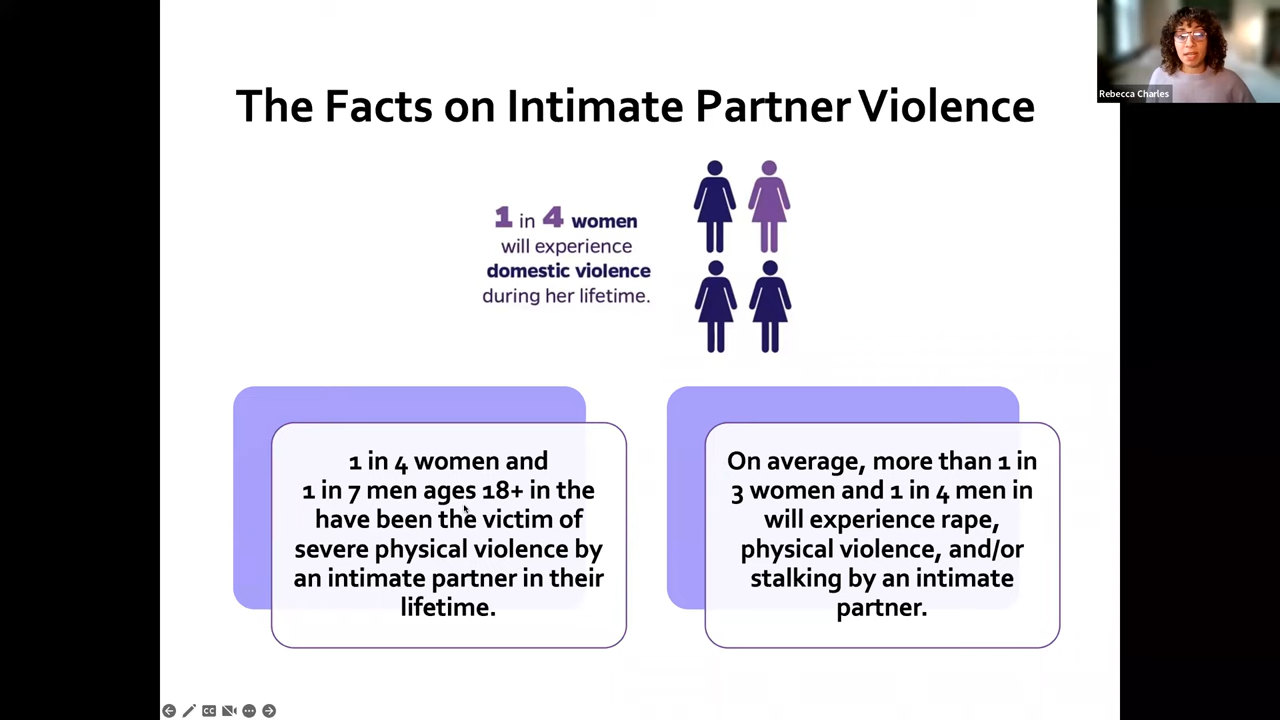 Rebecca Charles
The Facts on Intimate Partner Violence
1 in 4 women
will experience
domestic violence
during her lifetime.
1 in 4 women and
1 in 7 men ages 18+ in the
have been the victim of
severe physical violence by
an intimate partner in their
lifetime.
On average, more than 1 in
3 women and 1 in 4 men in
will experience rape,
physical violence, and/or
stalking by an intimate
partner.
CC